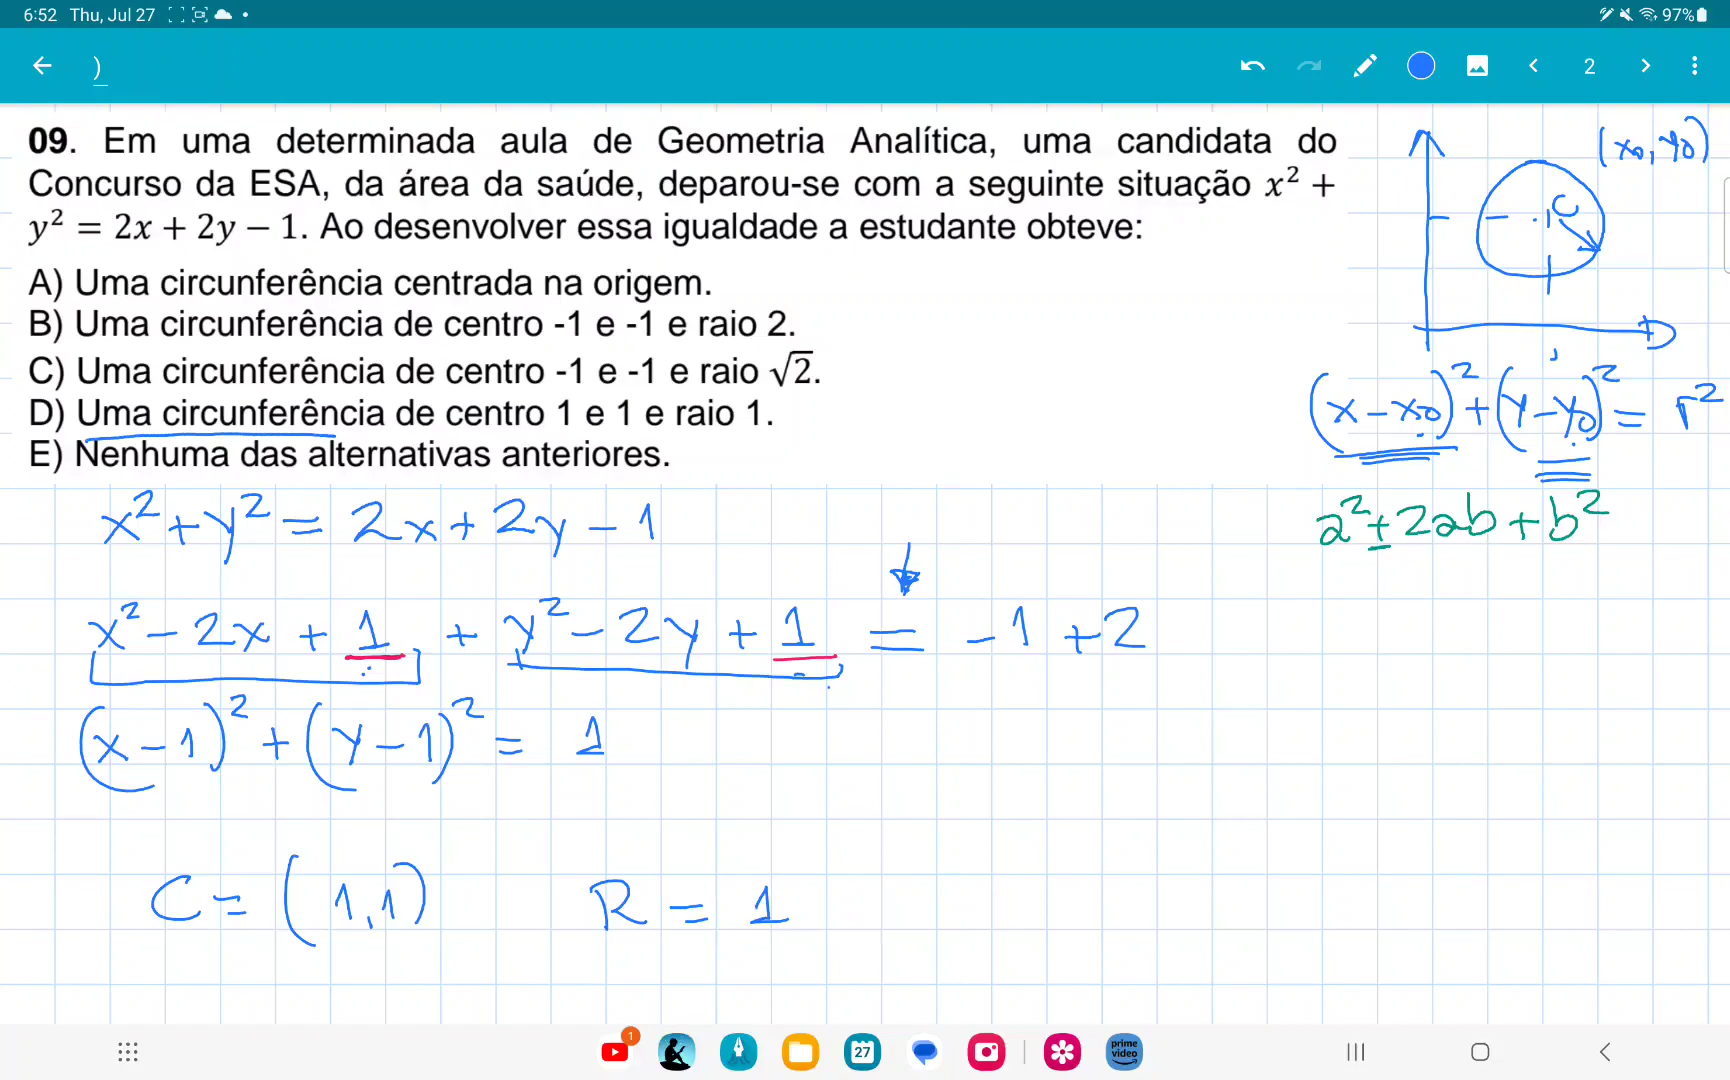 6:52 Thu, Jul 27
97%
)
2
09. Em uma determinada aula de Geometria Analítica, uma candidata do
Concurso da ESA, da área da saúde, deparou-se com a seguinte situação x² +
y² = 2x + 2y − 1. Ao desenvolver essa igualdade a estudante obteve:
A) Uma circunferência centrada na origem.
B) Uma circunferência de centro -1 e -1 e raio 2.
C) Uma circunferência de centro -1 e -1 e raio √2.
D) Uma circunferência de centro 1 e 1 e raio 1.
E) Nenhuma das alternativas anteriores.
(x₀, y₀)
C
(x − x₀)² + (y − y₀)² = r²
a² ± 2ab + b²
x² + y² = 2x + 2y − 1
x² − 2x + 1 + y² − 2y + 1 = −1 + 2
(x − 1)² + (y − 1)² = 1
C = (1,1) R = 1
1
27
prime
video